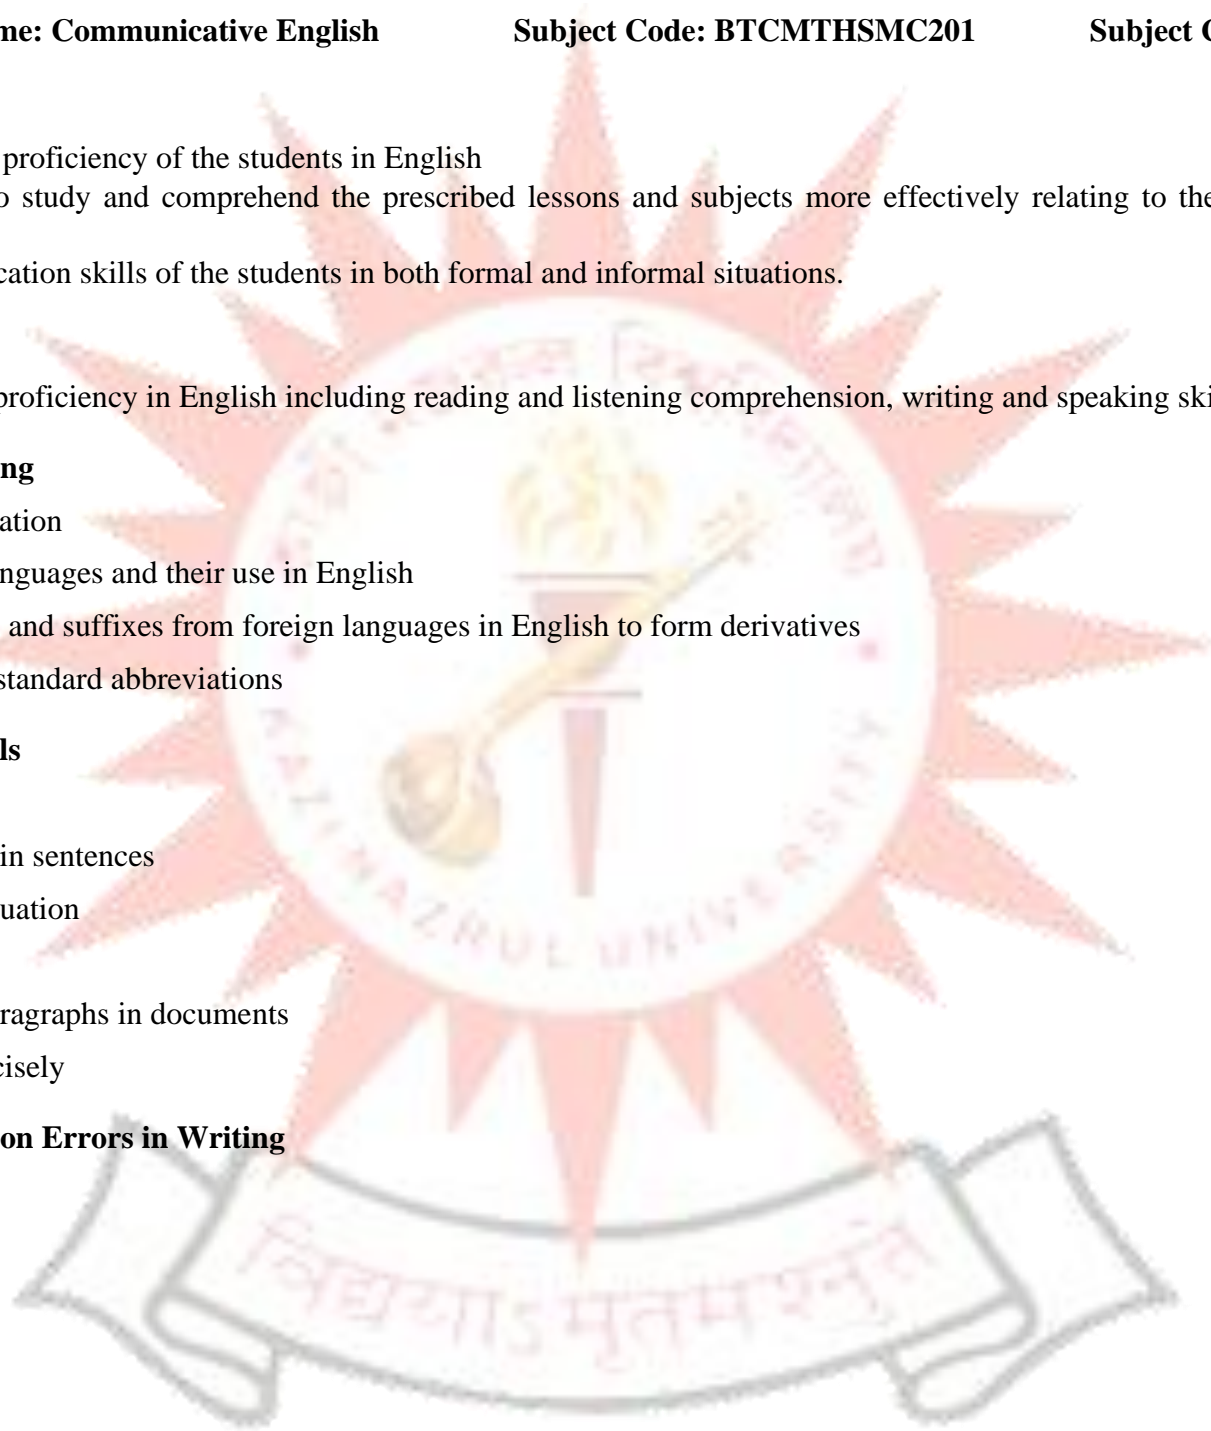 me: Communicative English Subject Code: BTCMTHSMC201 Subject C
proficiency of the students in English
o study and comprehend the prescribed lessons and subjects more effectively relating to the
cation skills of the students in both formal and informal situations.
proficiency in English including reading and listening comprehension, writing and speaking ski
ng
ation
nguages and their use in English
and suffixes from foreign languages in English to form derivatives
standard abbreviations
ls
in sentences
uation
ragraphs in documents
cisely
on Errors in Writing
KAZI NAZRUL UNIVERSITY